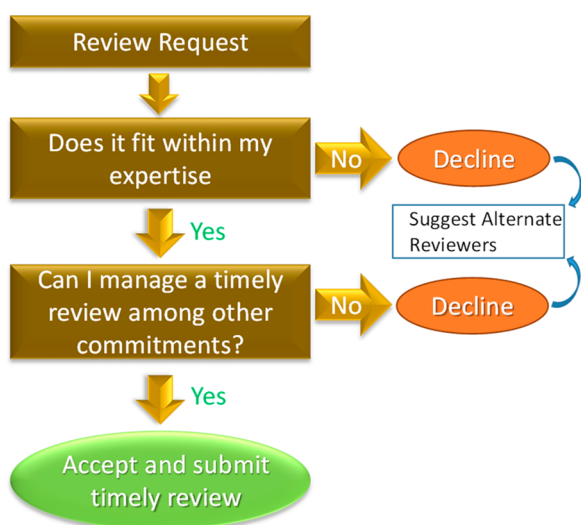 Review Request
Does it fit within my
expertise
No
Decline
Suggest Alternate
Reviewers
Yes
Can I manage a timely
review among other
commitments?
No
Decline
Yes
Accept and submit
timely review